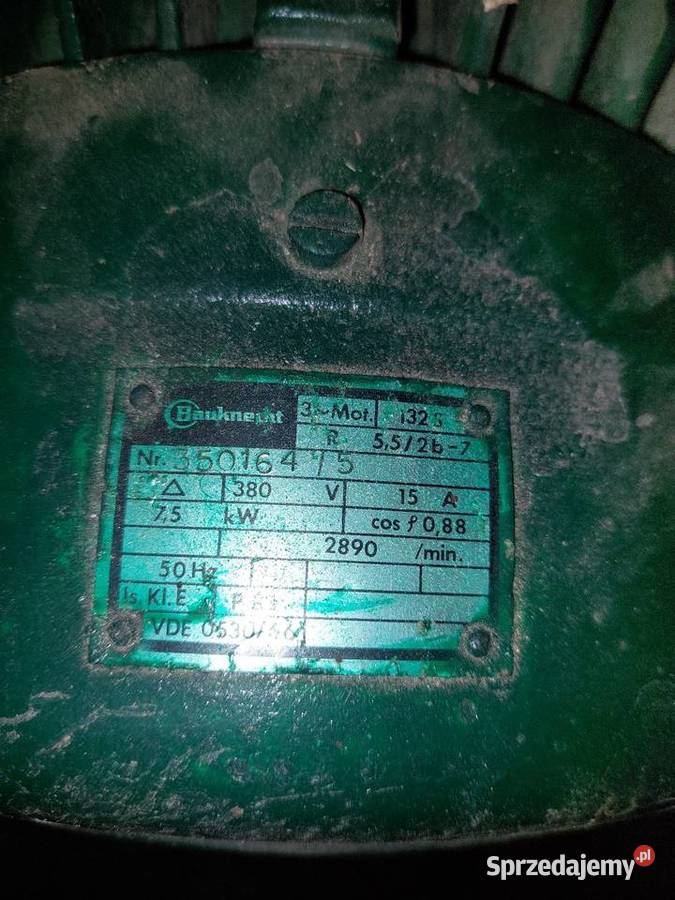 Bauknecht 3~Mot. 132 S
R 5,5/2b-7
Nr. 3501641/5
△ 380 V 15 A
7,5 kW cos φ 0,88
2890 /min.
50 Hz
Is. Kl. E P
VDE 0530/
Sprzedajemy.pl